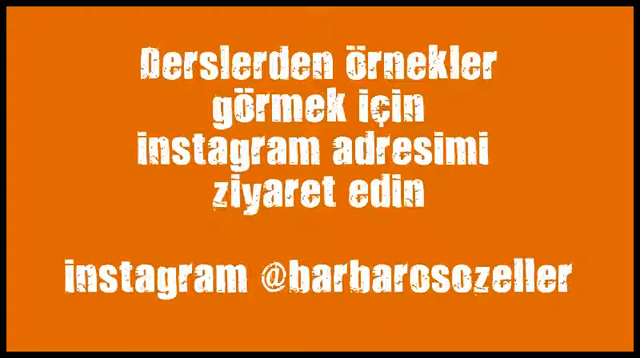 Derslerden örnekler
görmek için
instagram adresimi
ziyaret edin
instagram @barbarosozeller